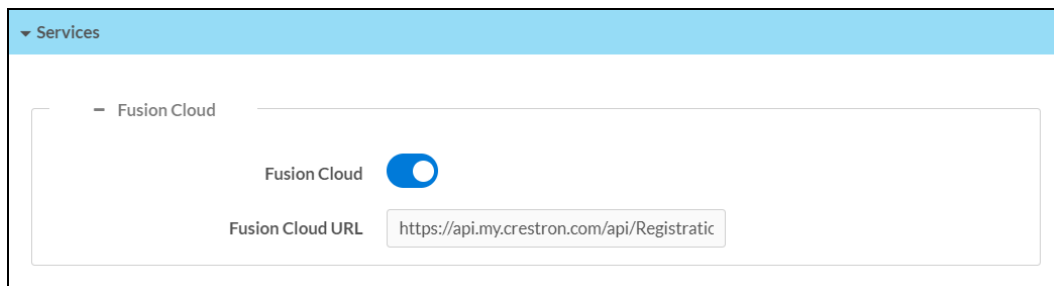 Services
Fusion Cloud
Fusion Cloud
Fusion Cloud URL https://api.my.crestron.com/api/Registratic